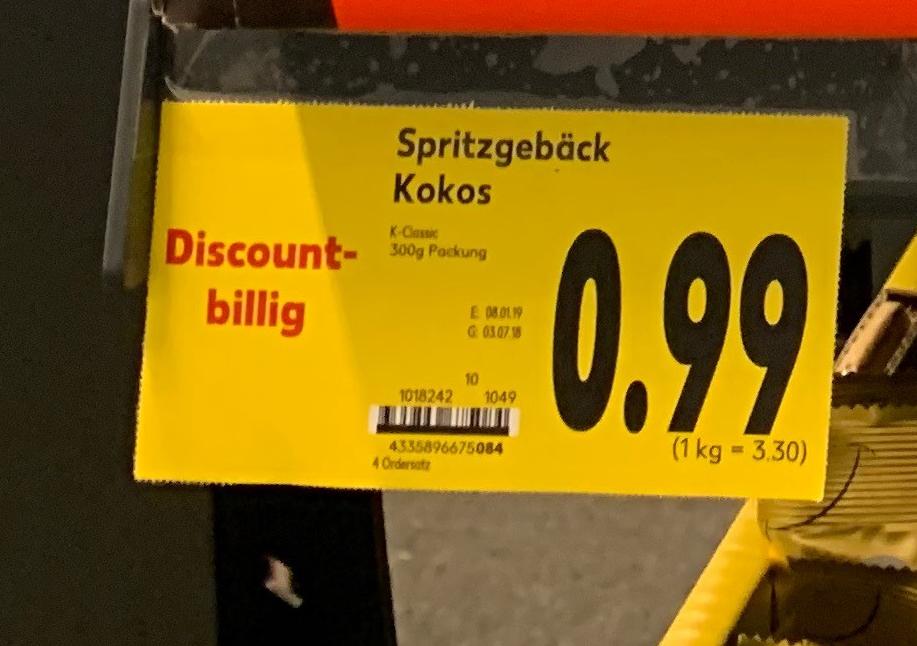 Spritzgebäck
Kokos
Discount-
billig
K-Classic
300g Packung
0.99
E: 08.01.19
G: 03.07.18
10
1018242 1049
4335896675084
4 Ordersatz
(1 kg = 3.30)